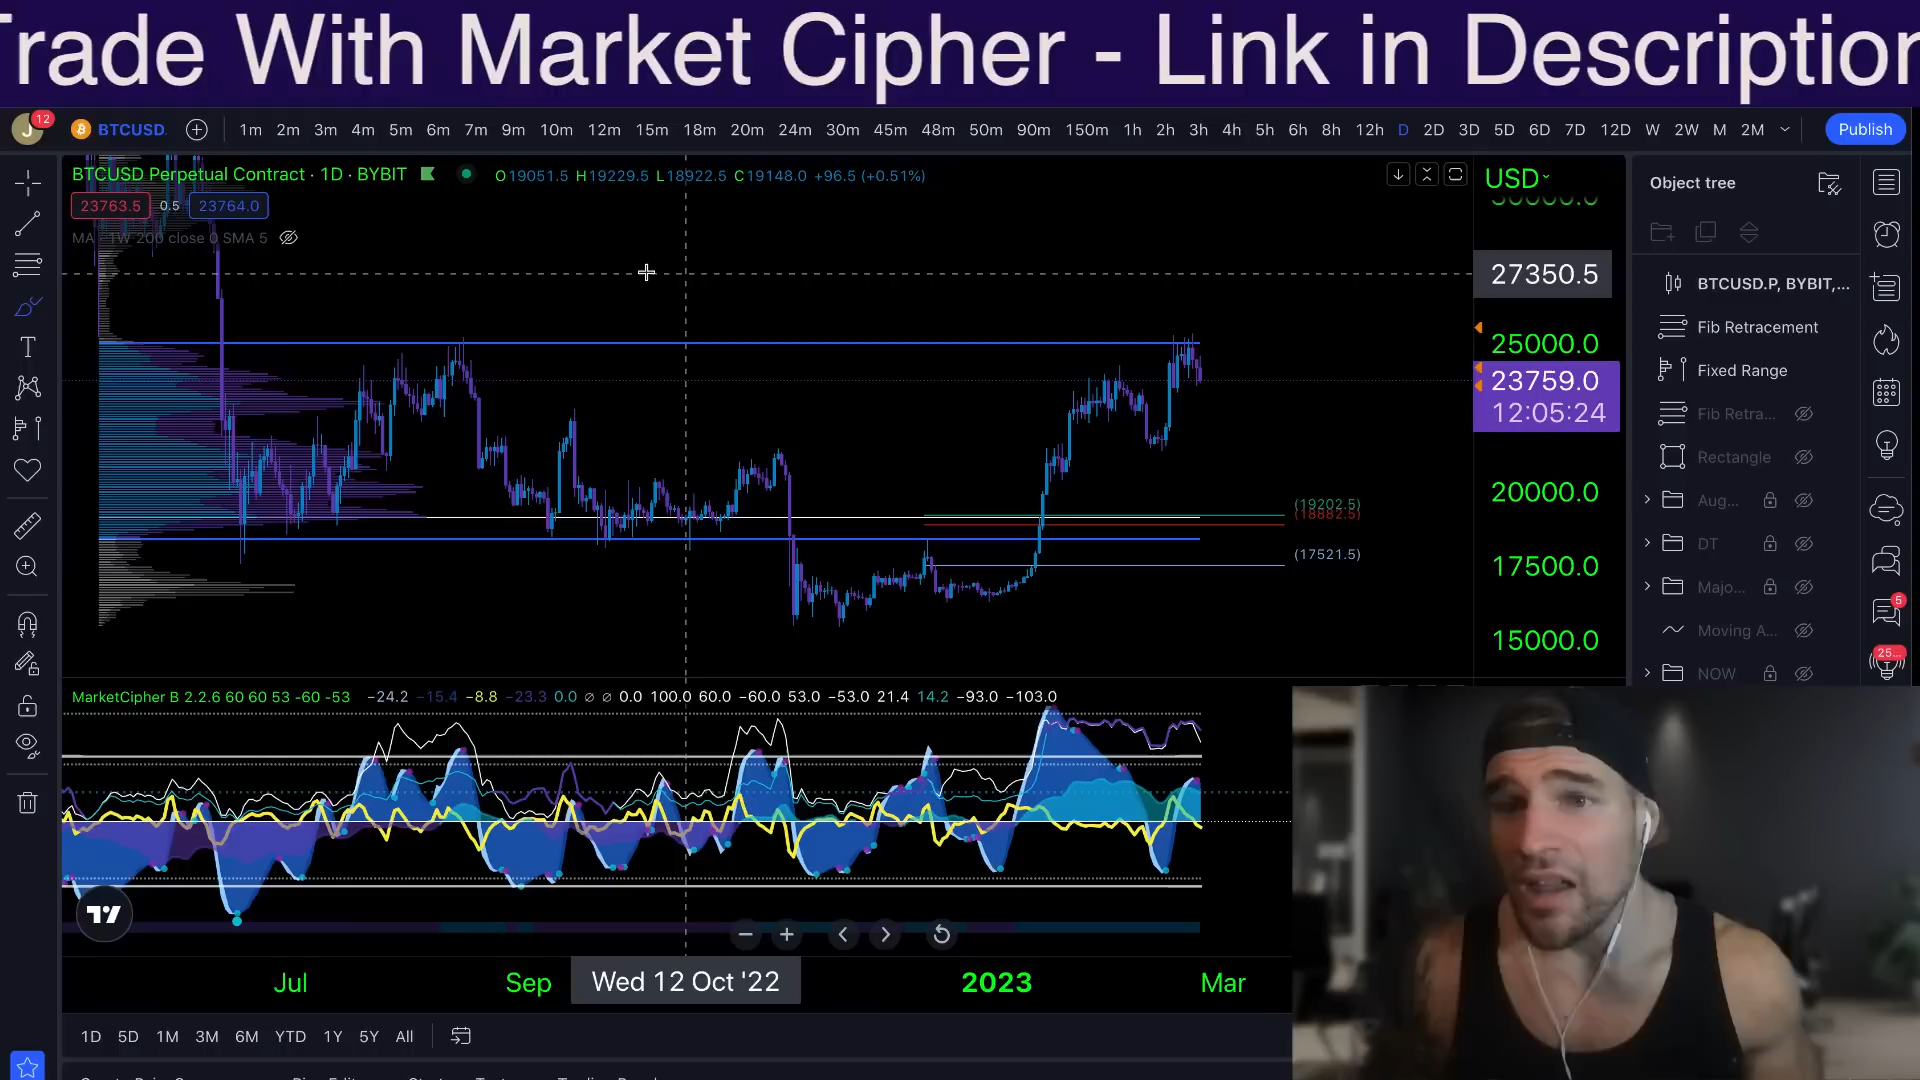 Trade With Market Cipher - Link in Description
J 12 BTCUSD 1m 2m 3m 4m 5m 6m 7m 9m 10m 12m 15m 18m 20m 24m 30m 45m 48m 50m 90m 150m 1h 2h 3h 4h 5h 6h 8h 12h D 2D 3D 5D 6D 7D 12D W 2W M 2M Publish
BTCUSD Perpetual Contract · 1D · BYBIT O19051.5 H19229.5 L18922.5 C19148.0 +96.5 (+0.51%) USD
23763.5 0.5 23764.0
MA · 1W 200 close 0 SMA 5
27350.5
25000.0
23759.0
12:05:24
20000.0
17500.0
15000.0
(19202.5)
(18882.5)
(17521.5)
Object tree
BTCUSD.P, BYBIT,...
Fib Retracement
Fixed Range
Fib Retra...
Rectangle
Aug...
DT
Majo...
Moving A...
NOW
5
25...
MarketCipher B 2.2.6 60 60 53 -60 -53 −24.2 −15.4 −8.8 −23.3 0.0 ∅ ∅ 0.0 100.0 60.0 −60.0 53.0 −53.0 21.4 14.2 −93.0 −103.0
Jul Sep Wed 12 Oct '22 2023 Mar
1D 5D 1M 3M 6M YTD 1Y 5Y All